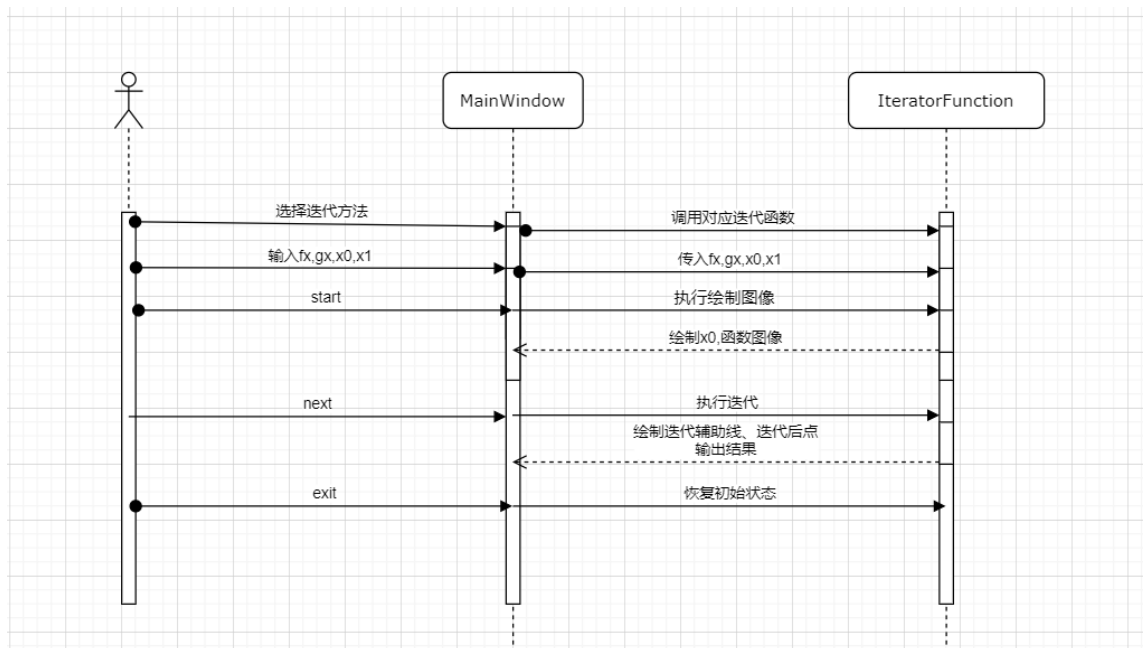 MainWindow
IteratorFunction
选择迭代方法
调用对应迭代函数
输入fx,gx,x0,x1
传入fx,gx,x0,x1
start
执行绘制图像
绘制x0,函数图像
next
执行迭代
绘制迭代辅助线、迭代后点
输出结果
exit
恢复初始状态